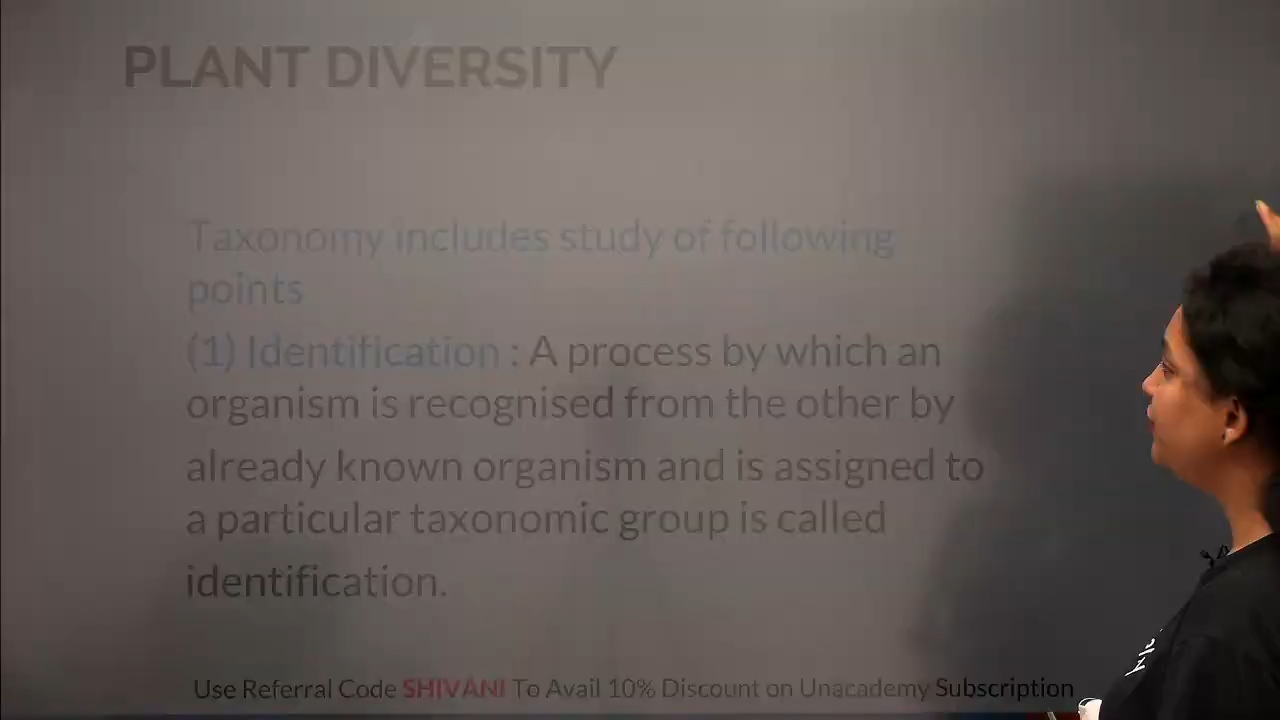 PLANT DIVERSITY
Taxonomy includes study of following
points
(1) Identification : A process by which an
organism is recognised from the other by
already known organism and is assigned to
a particular taxonomic group is called
identification.
Use Referral Code SHIVANI To Avail 10% Discount on Unacademy Subscription